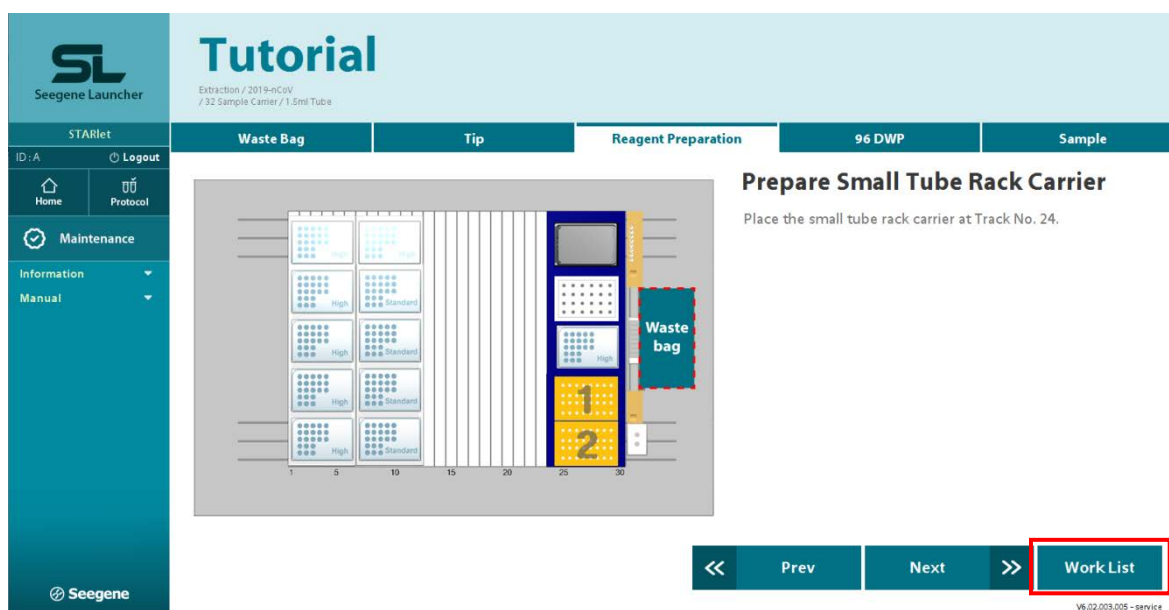 SL
Seegene Launcher
STARlet
ID : A
Logout
Home
Protocol
Maintenance
Information
Manual
Seegene
Tutorial
Extraction / 2019-nCoV
/ 32 Sample Carrier / 1.5ml Tube
Waste Bag
Tip
Reagent Preparation
96 DWP
Sample
High
High
High
Standard
High
Standard
High
Standard
High
Standard
High
1
2
Waste
bag
1 5 10 15 20 25 30
Prepare Small Tube Rack Carrier
Place the small tube rack carrier at Track No. 24.
Prev
Next
Work List
V6.02.003.005 - service